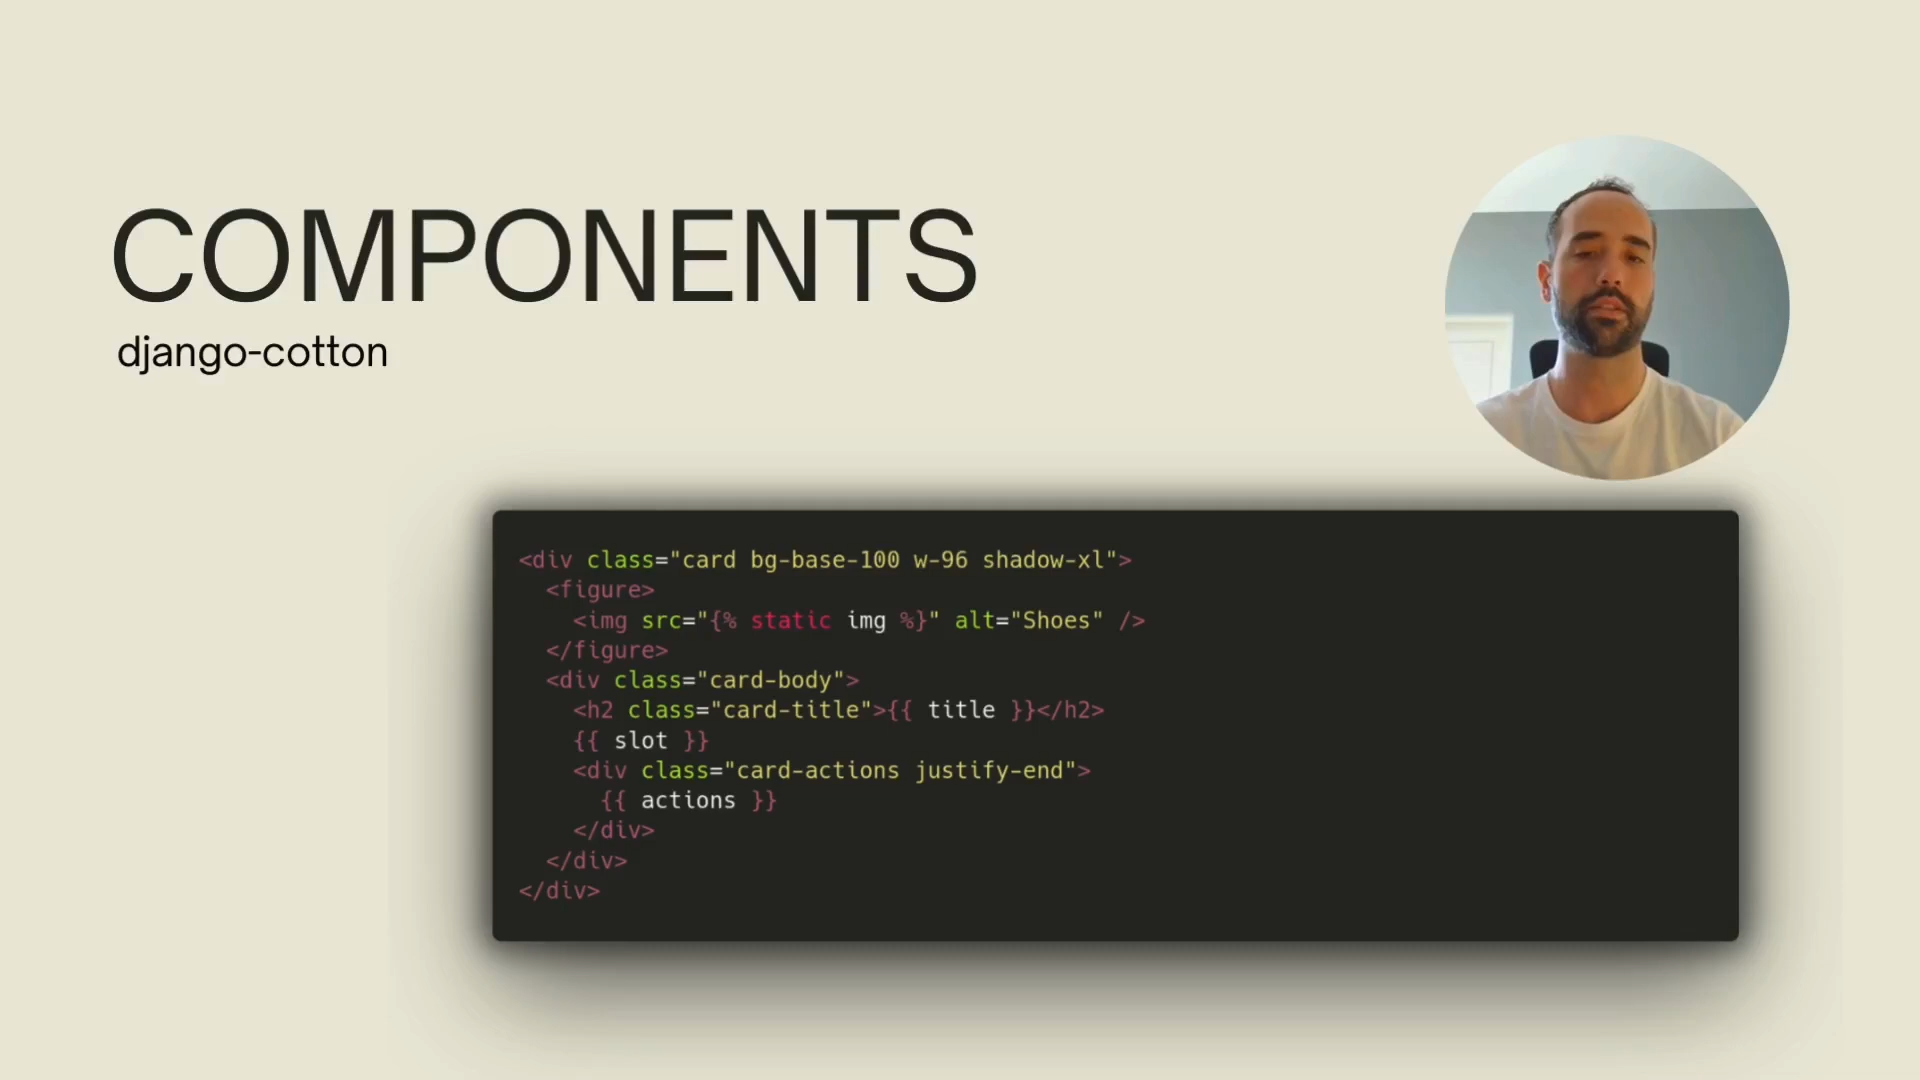 COMPONENTS
django-cotton
<div class="card bg-base-100 w-96 shadow-xl">
  <figure>
    <img src="{% static img %}" alt="Shoes" />
  </figure>
  <div class="card-body">
    <h2 class="card-title">{{ title }}</h2>
    {{ slot }}
    <div class="card-actions justify-end">
      {{ actions }}
    </div>
  </div>
</div>